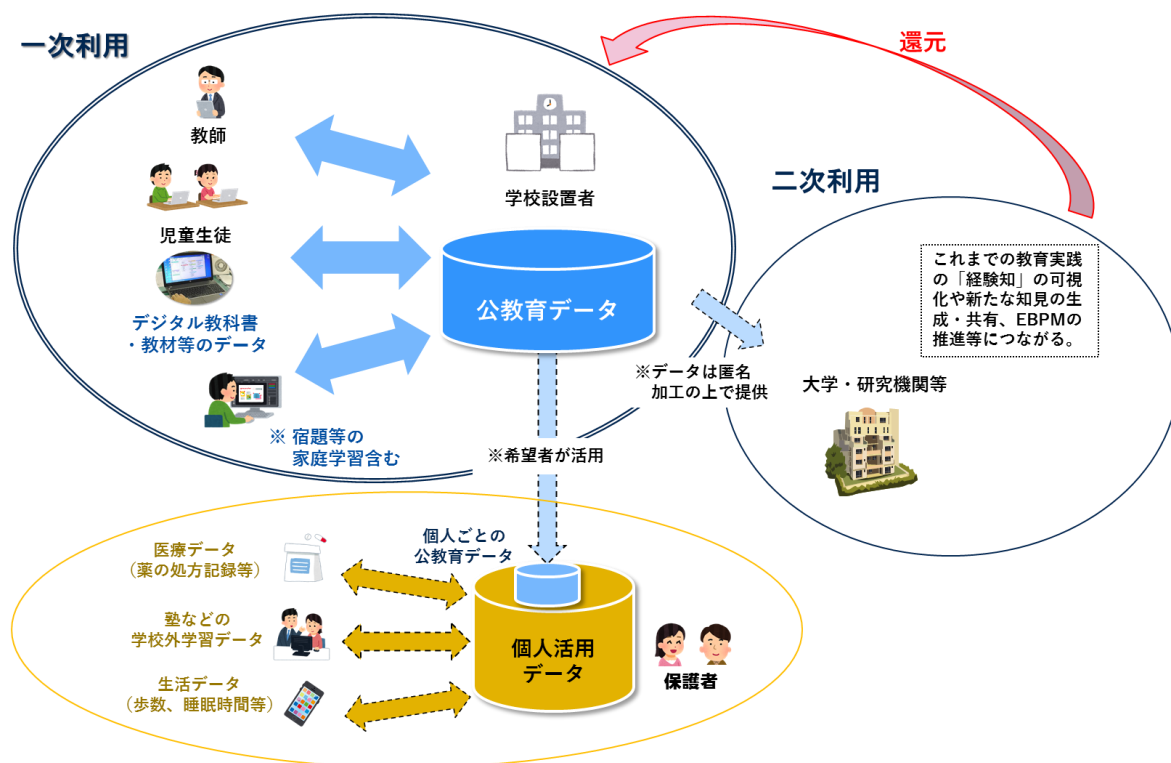 一次利用
還元
教師
学校設置者
二次利用
児童生徒
これまでの教育実践
の「経験知」の可視
化や新たな知見の生
成・共有、EBPMの
推進等につながる。
公教育データ
デジタル教科書
・教材等のデータ
※データは匿名
加工の上で提供
大学・研究機関等
※ 宿題等の
家庭学習含む
※希望者が活用
個人ごとの
公教育データ
医療データ
（薬の処方記録等）
塾などの
学校外学習データ
個人活用
データ
保護者
生活データ
（歩数、睡眠時間等）